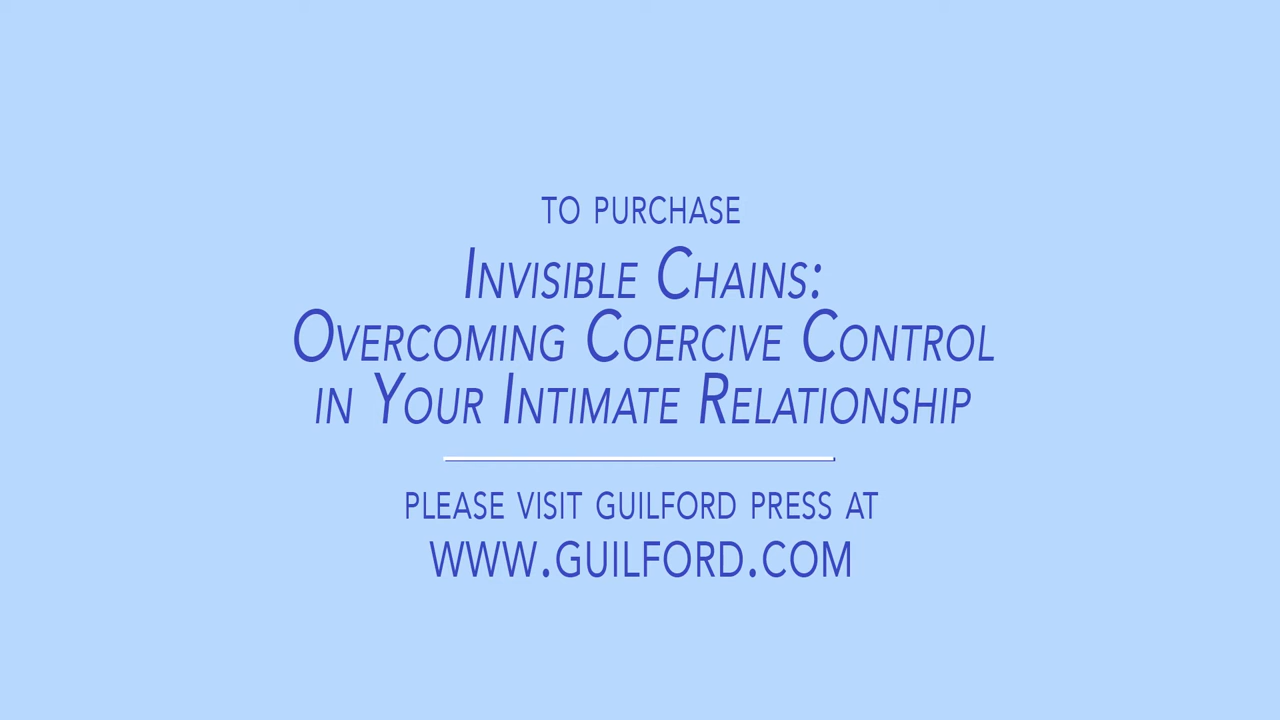 TO PURCHASE
INVISIBLE CHAINS:
OVERCOMING COERCIVE CONTROL
IN YOUR INTIMATE RELATIONSHIP
PLEASE VISIT GUILFORD PRESS AT
WWW.GUILFORD.COM